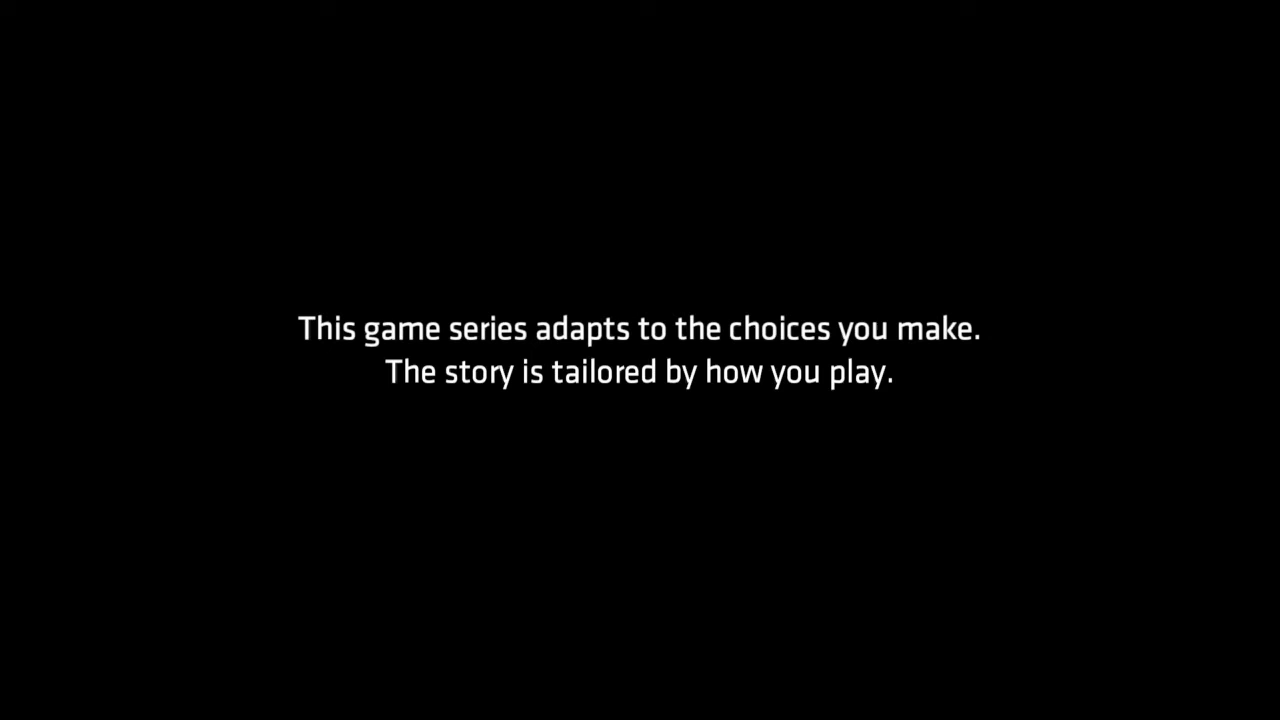 This game series adapts to the choices you make.
The story is tailored by how you play.